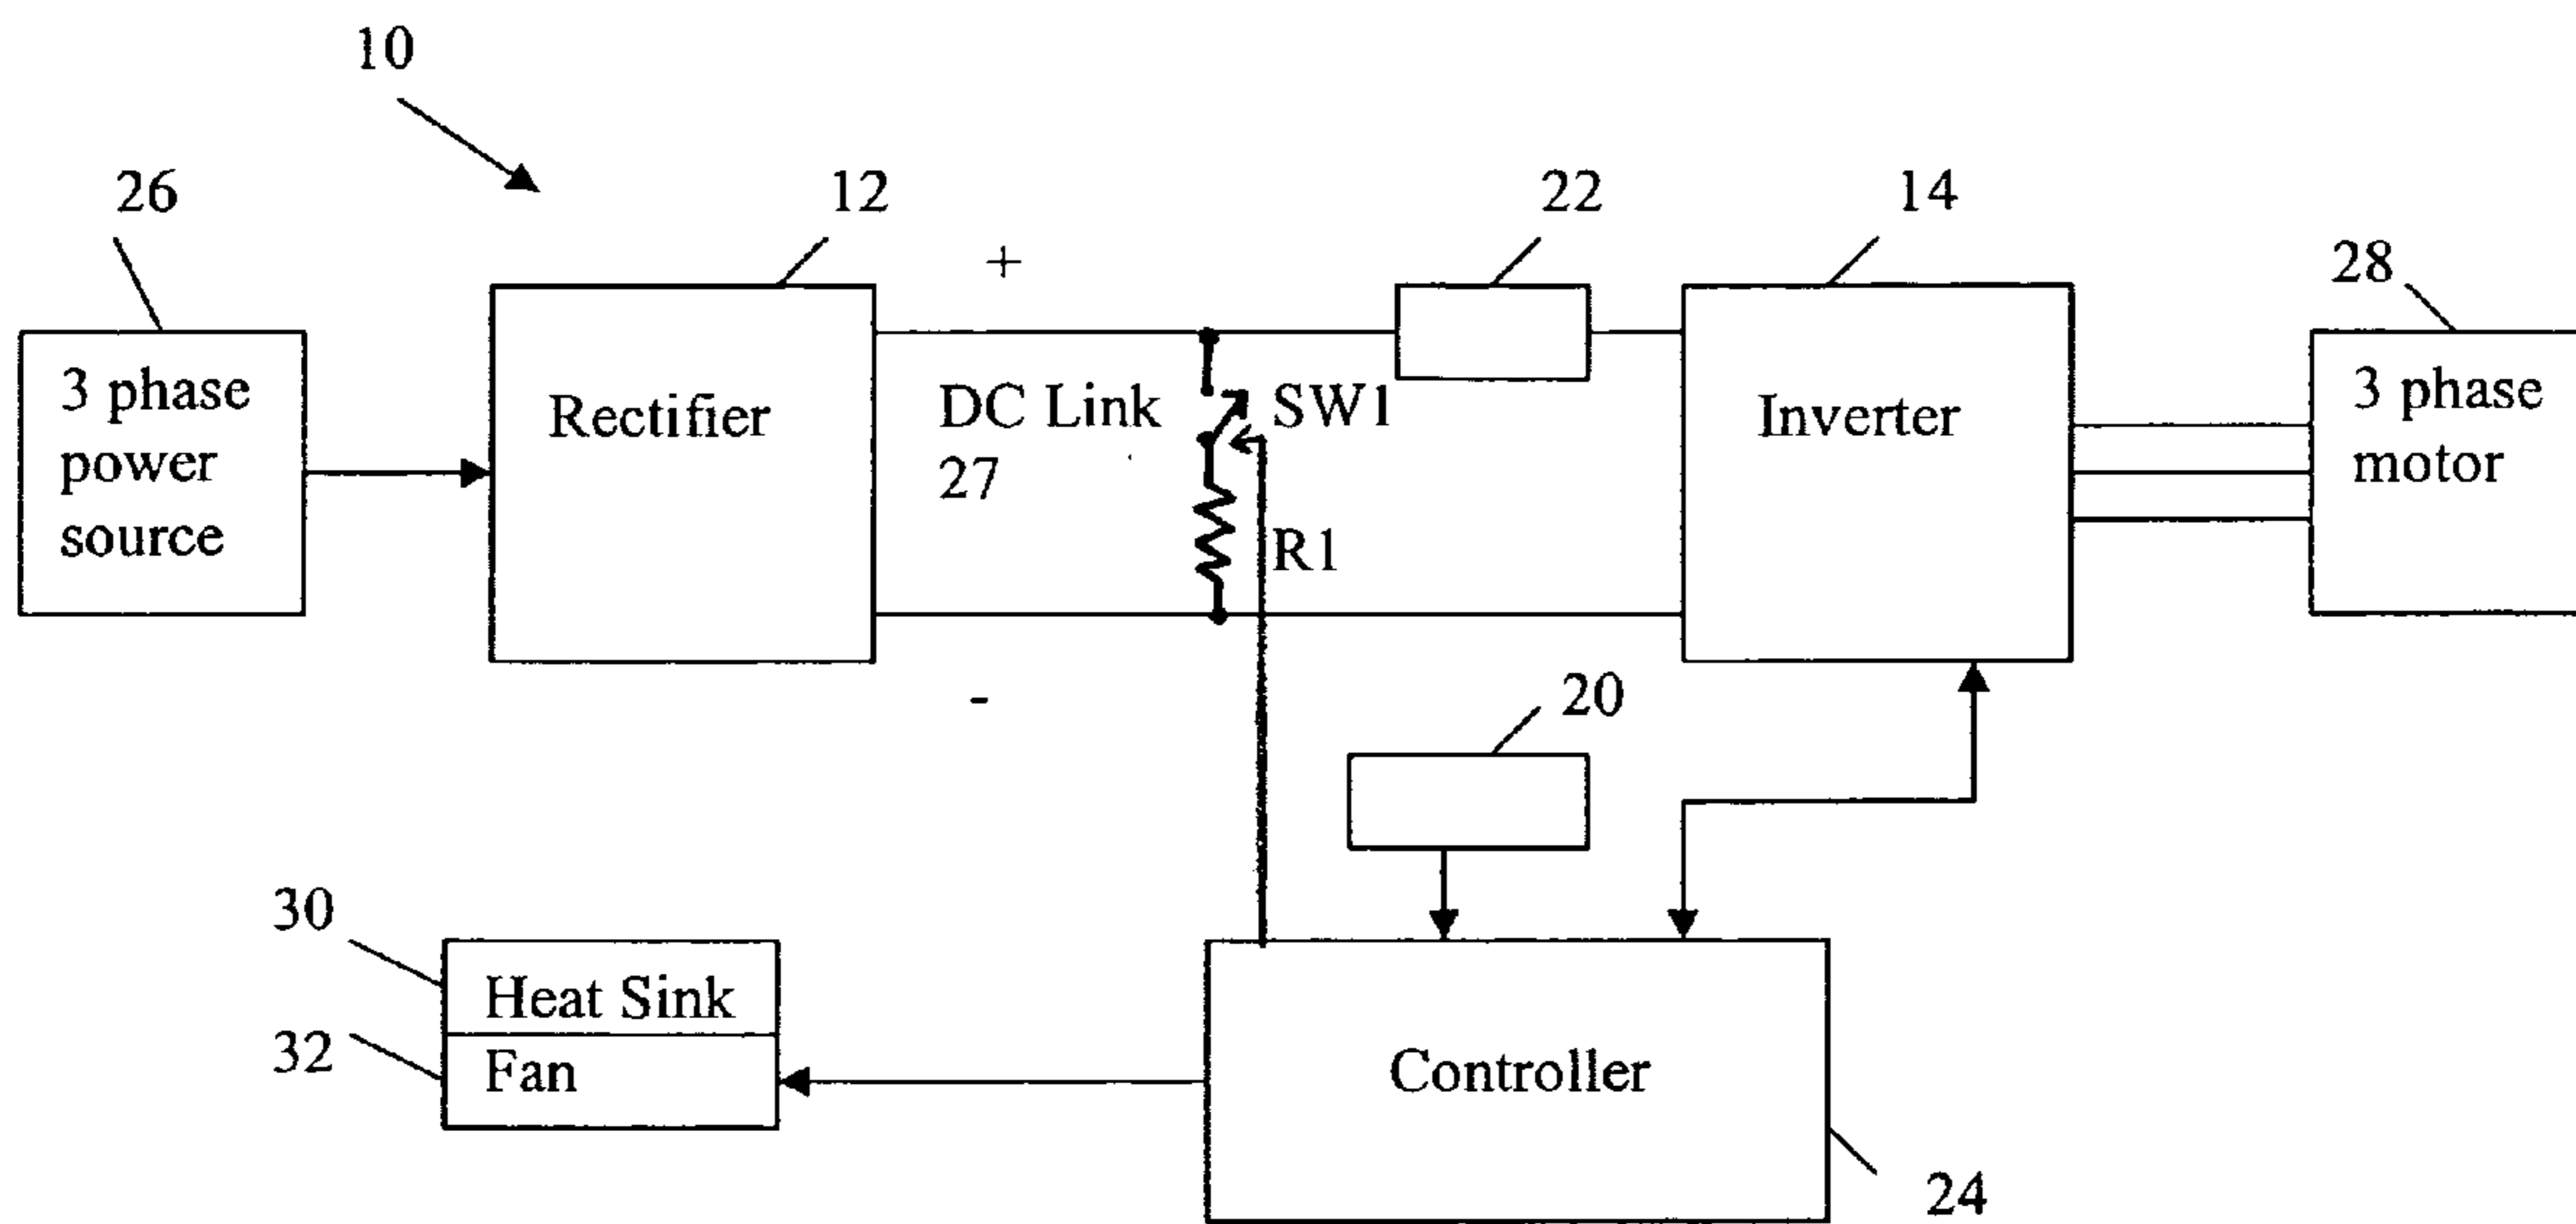 10
26
12
22
14
28
+
3 phase
power
source
Rectifier
DC Link
27
SW1
R1
Inverter
3 phase
motor
-
20
30
32
Heat Sink
Fan
Controller
24